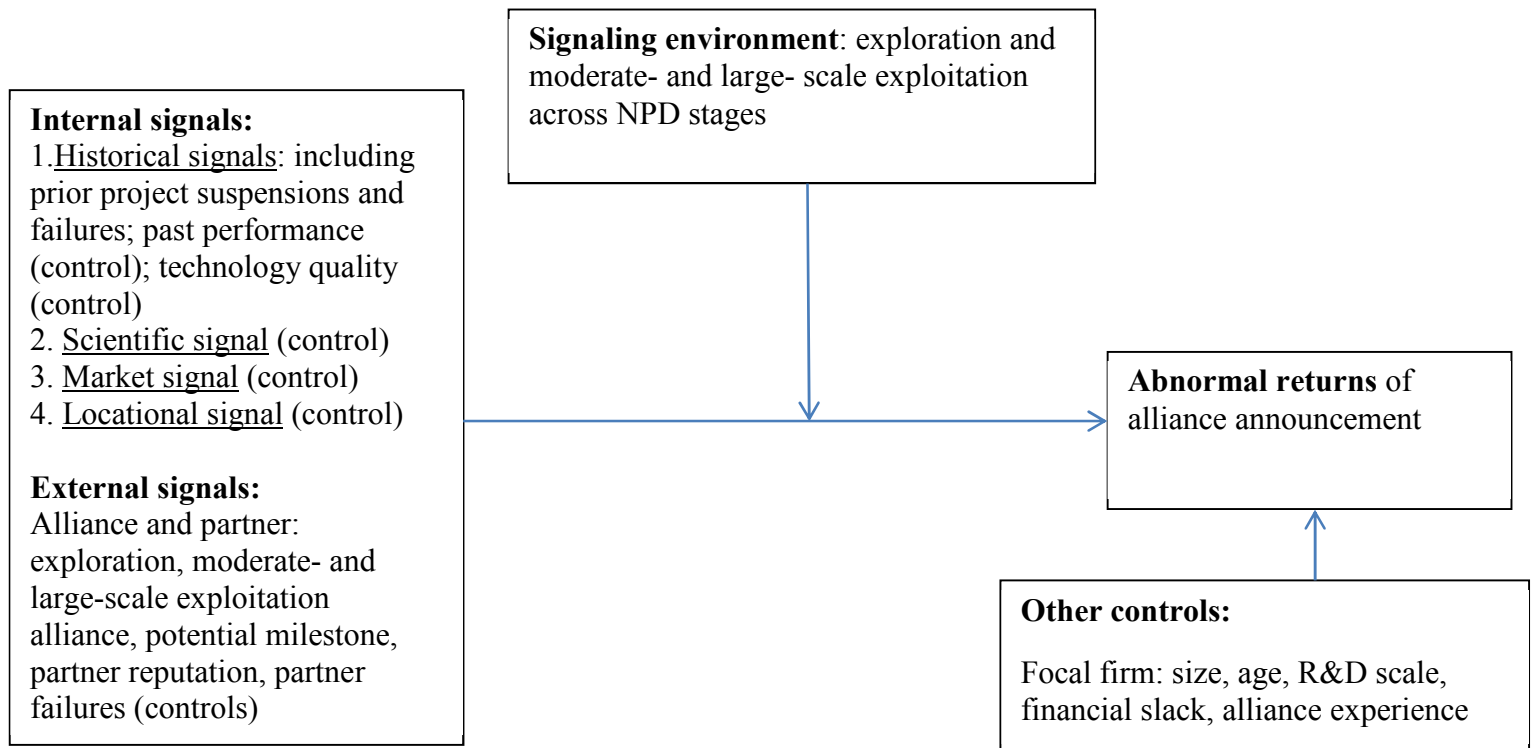 Signaling environment: exploration and
moderate- and large- scale exploitation
across NPD stages
Internal signals:
1.Historical signals: including
prior project suspensions and
failures; past performance
(control); technology quality
(control)
2. Scientific signal (control)
3. Market signal (control)
4. Locational signal (control)
External signals:
Alliance and partner:
exploration, moderate- and
large-scale exploitation
alliance, potential milestone,
partner reputation, partner
failures (controls)
Abnormal returns of
alliance announcement
Other controls:
Focal firm: size, age, R&D scale,
financial slack, alliance experience